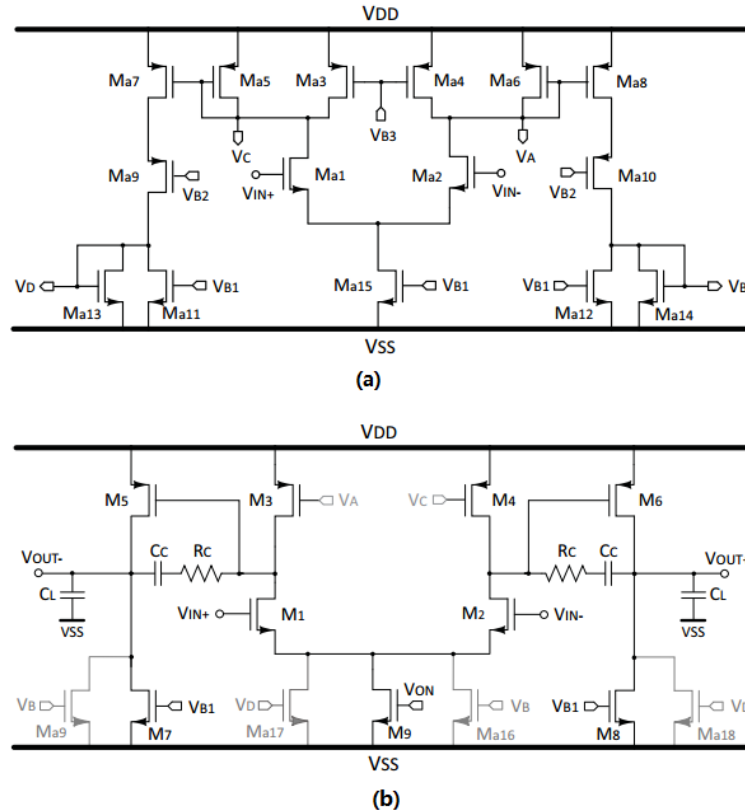 VDD
Ma7 Ma5 Ma3 Ma4 Ma6 Ma8
VB3
VC VA
Ma9 VB2 VIN+ Ma1 Ma2 VIN- VB2 Ma10
VD VB1 Ma15 VB1 VB1 VB
Ma13 Ma11 Ma12 Ma14
VSS
(a)
VDD
M5 M3 VA VC M4 M6
VOUT- CC RC RC CC VOUT-
CL VIN+ M1 M2 VIN- CL
VSS VSS
VB VB1 VD VON VB VB1 VD
Ma9 M7 Ma17 M9 Ma16 M8 Ma18
VSS
(b)